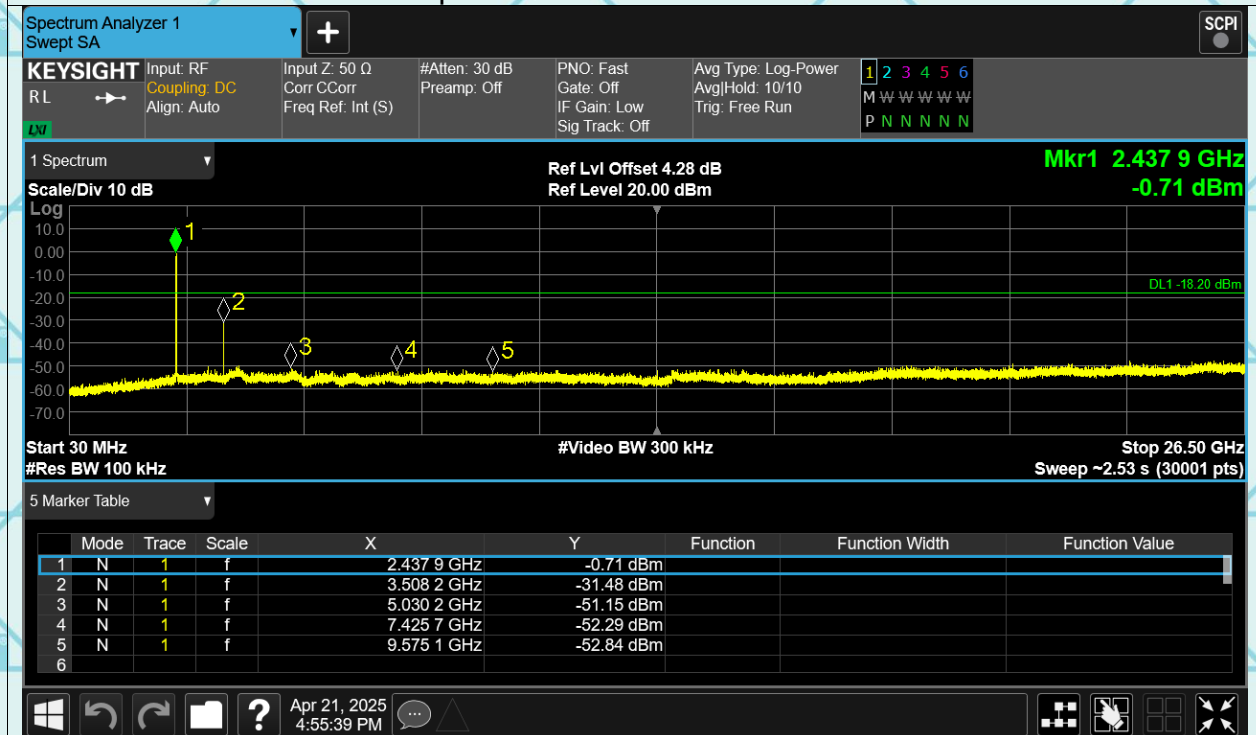 Spectrum Analyzer 1
Swept SA
+
SCPI
KEYSIGHT
RL
LXI
Input: RF
Coupling: DC
Align: Auto
Input Z: 50 Ω
Corr CCorr
Freq Ref: Int (S)
#Atten: 30 dB
Preamp: Off
PNO: Fast
Gate: Off
IF Gain: Low
Sig Track: Off
Avg Type: Log-Power
Avg|Hold: 10/10
Trig: Free Run
1 2 3 4 5 6
M W W W W W
P N N N N N
1 Spectrum
Scale/Div 10 dB
Ref Lvl Offset 4.28 dB
Ref Level 20.00 dBm
Mkr1 2.437 9 GHz
-0.71 dBm
Log
10.0
0.00
-10.0
-20.0
-30.0
-40.0
-50.0
-60.0
-70.0
1
2
3
4
5
DL1 -18.20 dBm
Start 30 MHz
#Res BW 100 kHz
#Video BW 300 kHz
Stop 26.50 GHz
Sweep ~2.53 s (30001 pts)
5 Marker Table
Mode Trace Scale X Y Function Function Width Function Value
1 N 1 f 2.437 9 GHz -0.71 dBm
2 N 1 f 3.508 2 GHz -31.48 dBm
3 N 1 f 5.030 2 GHz -51.15 dBm
4 N 1 f 7.425 7 GHz -52.29 dBm
5 N 1 f 9.575 1 GHz -52.84 dBm
6
?
Apr 21, 2025
4:55:39 PM